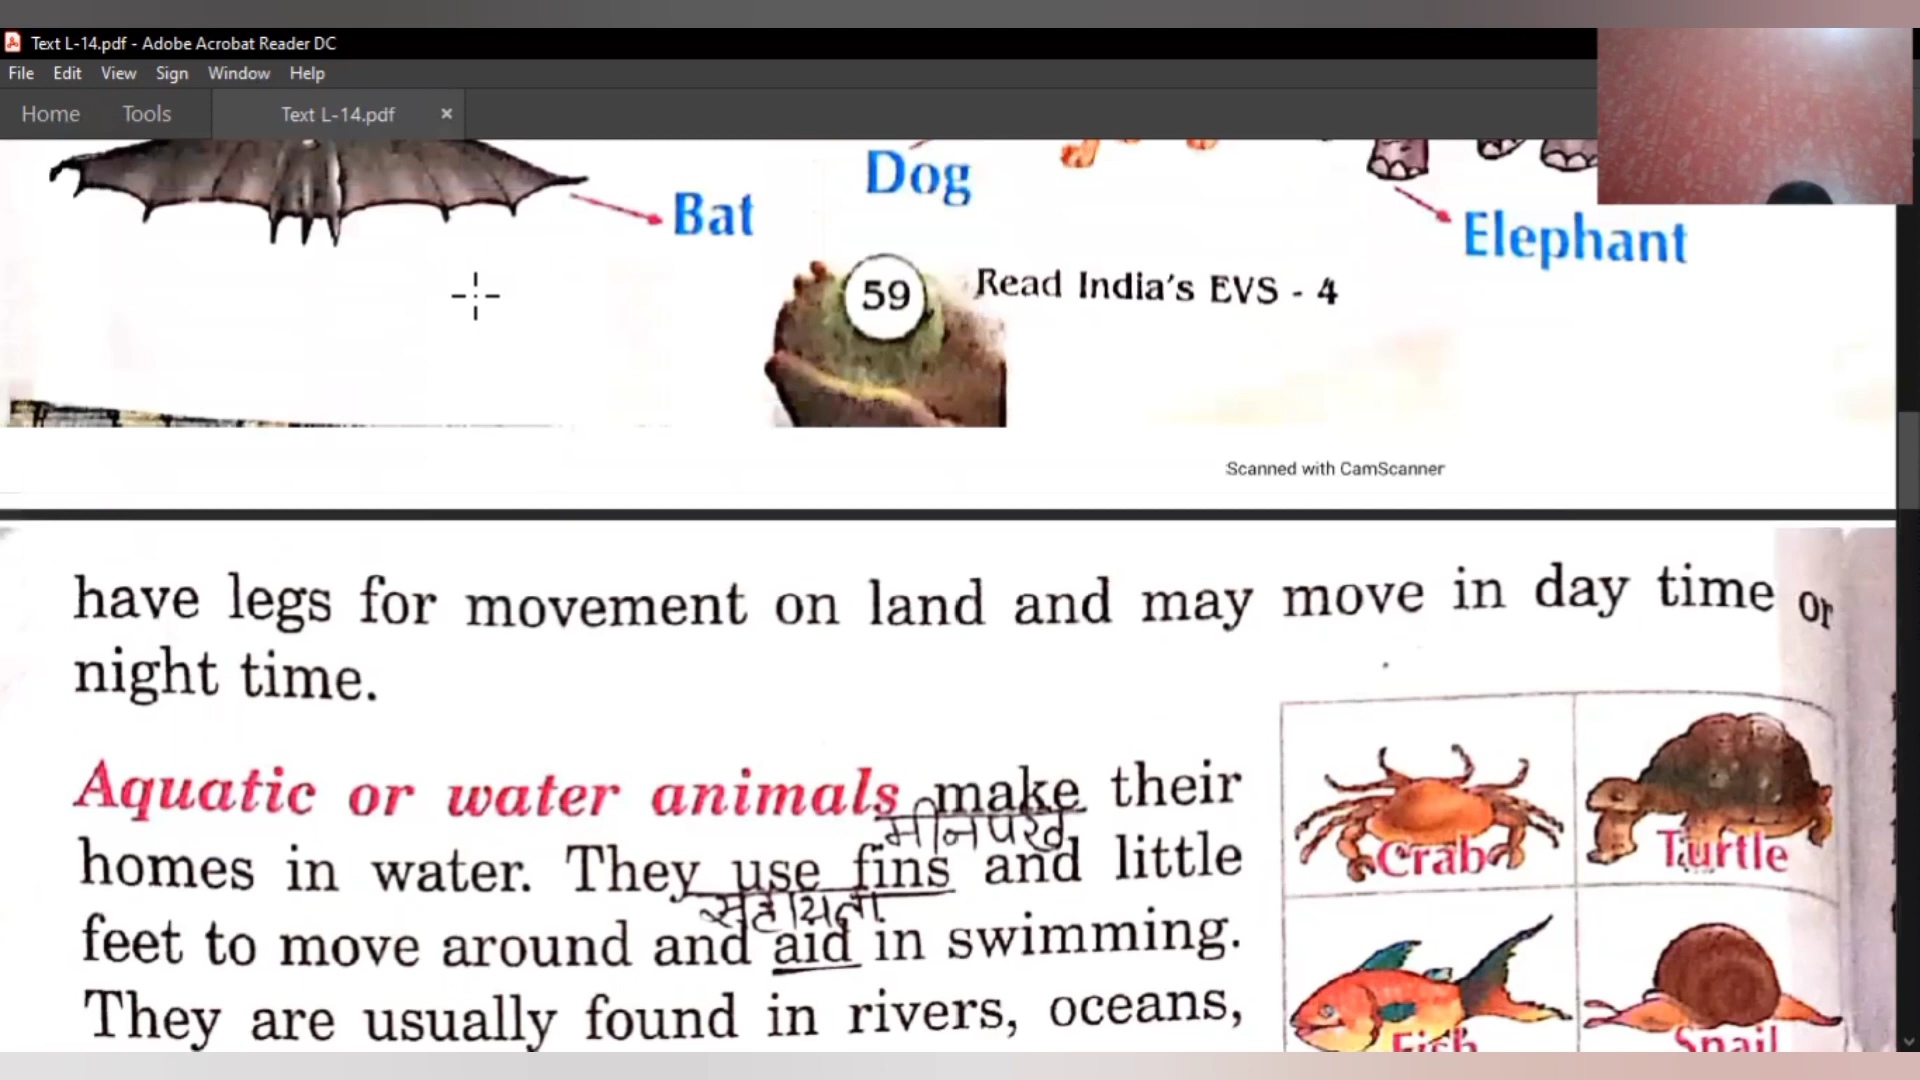 Text L-14.pdf - Adobe Acrobat Reader DC
File Edit View Sign Window Help
Home Tools Text L-14.pdf ×
Dog
Bat
Elephant
59 Read India's EVS - 4
Scanned with CamScanner
have legs for movement on land and may move in day time or
night time.
Aquatic or water animals make their
मीनपंख
homes in water. They use fins and little
सहायता
feet to move around and aid in swimming.
They are usually found in rivers, oceans,
Crab Turtle
Fish Snail